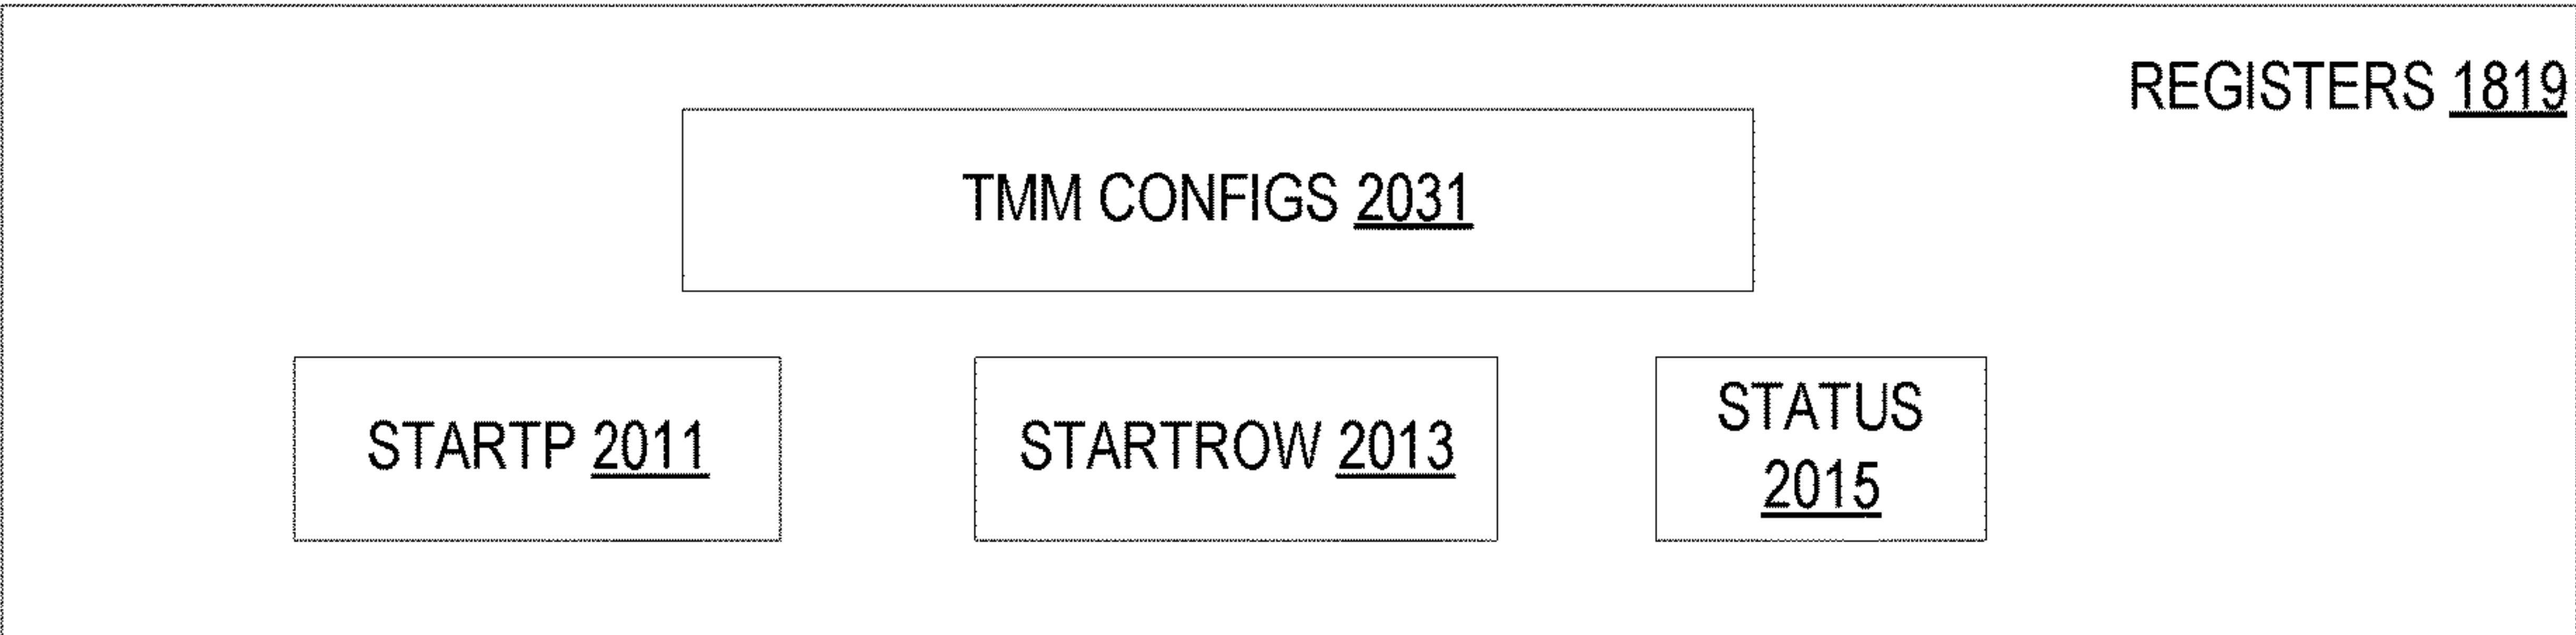 REGISTERS 1819
TMM CONFIGS 2031
STARTP 2011
STARTROW 2013
STATUS
2015